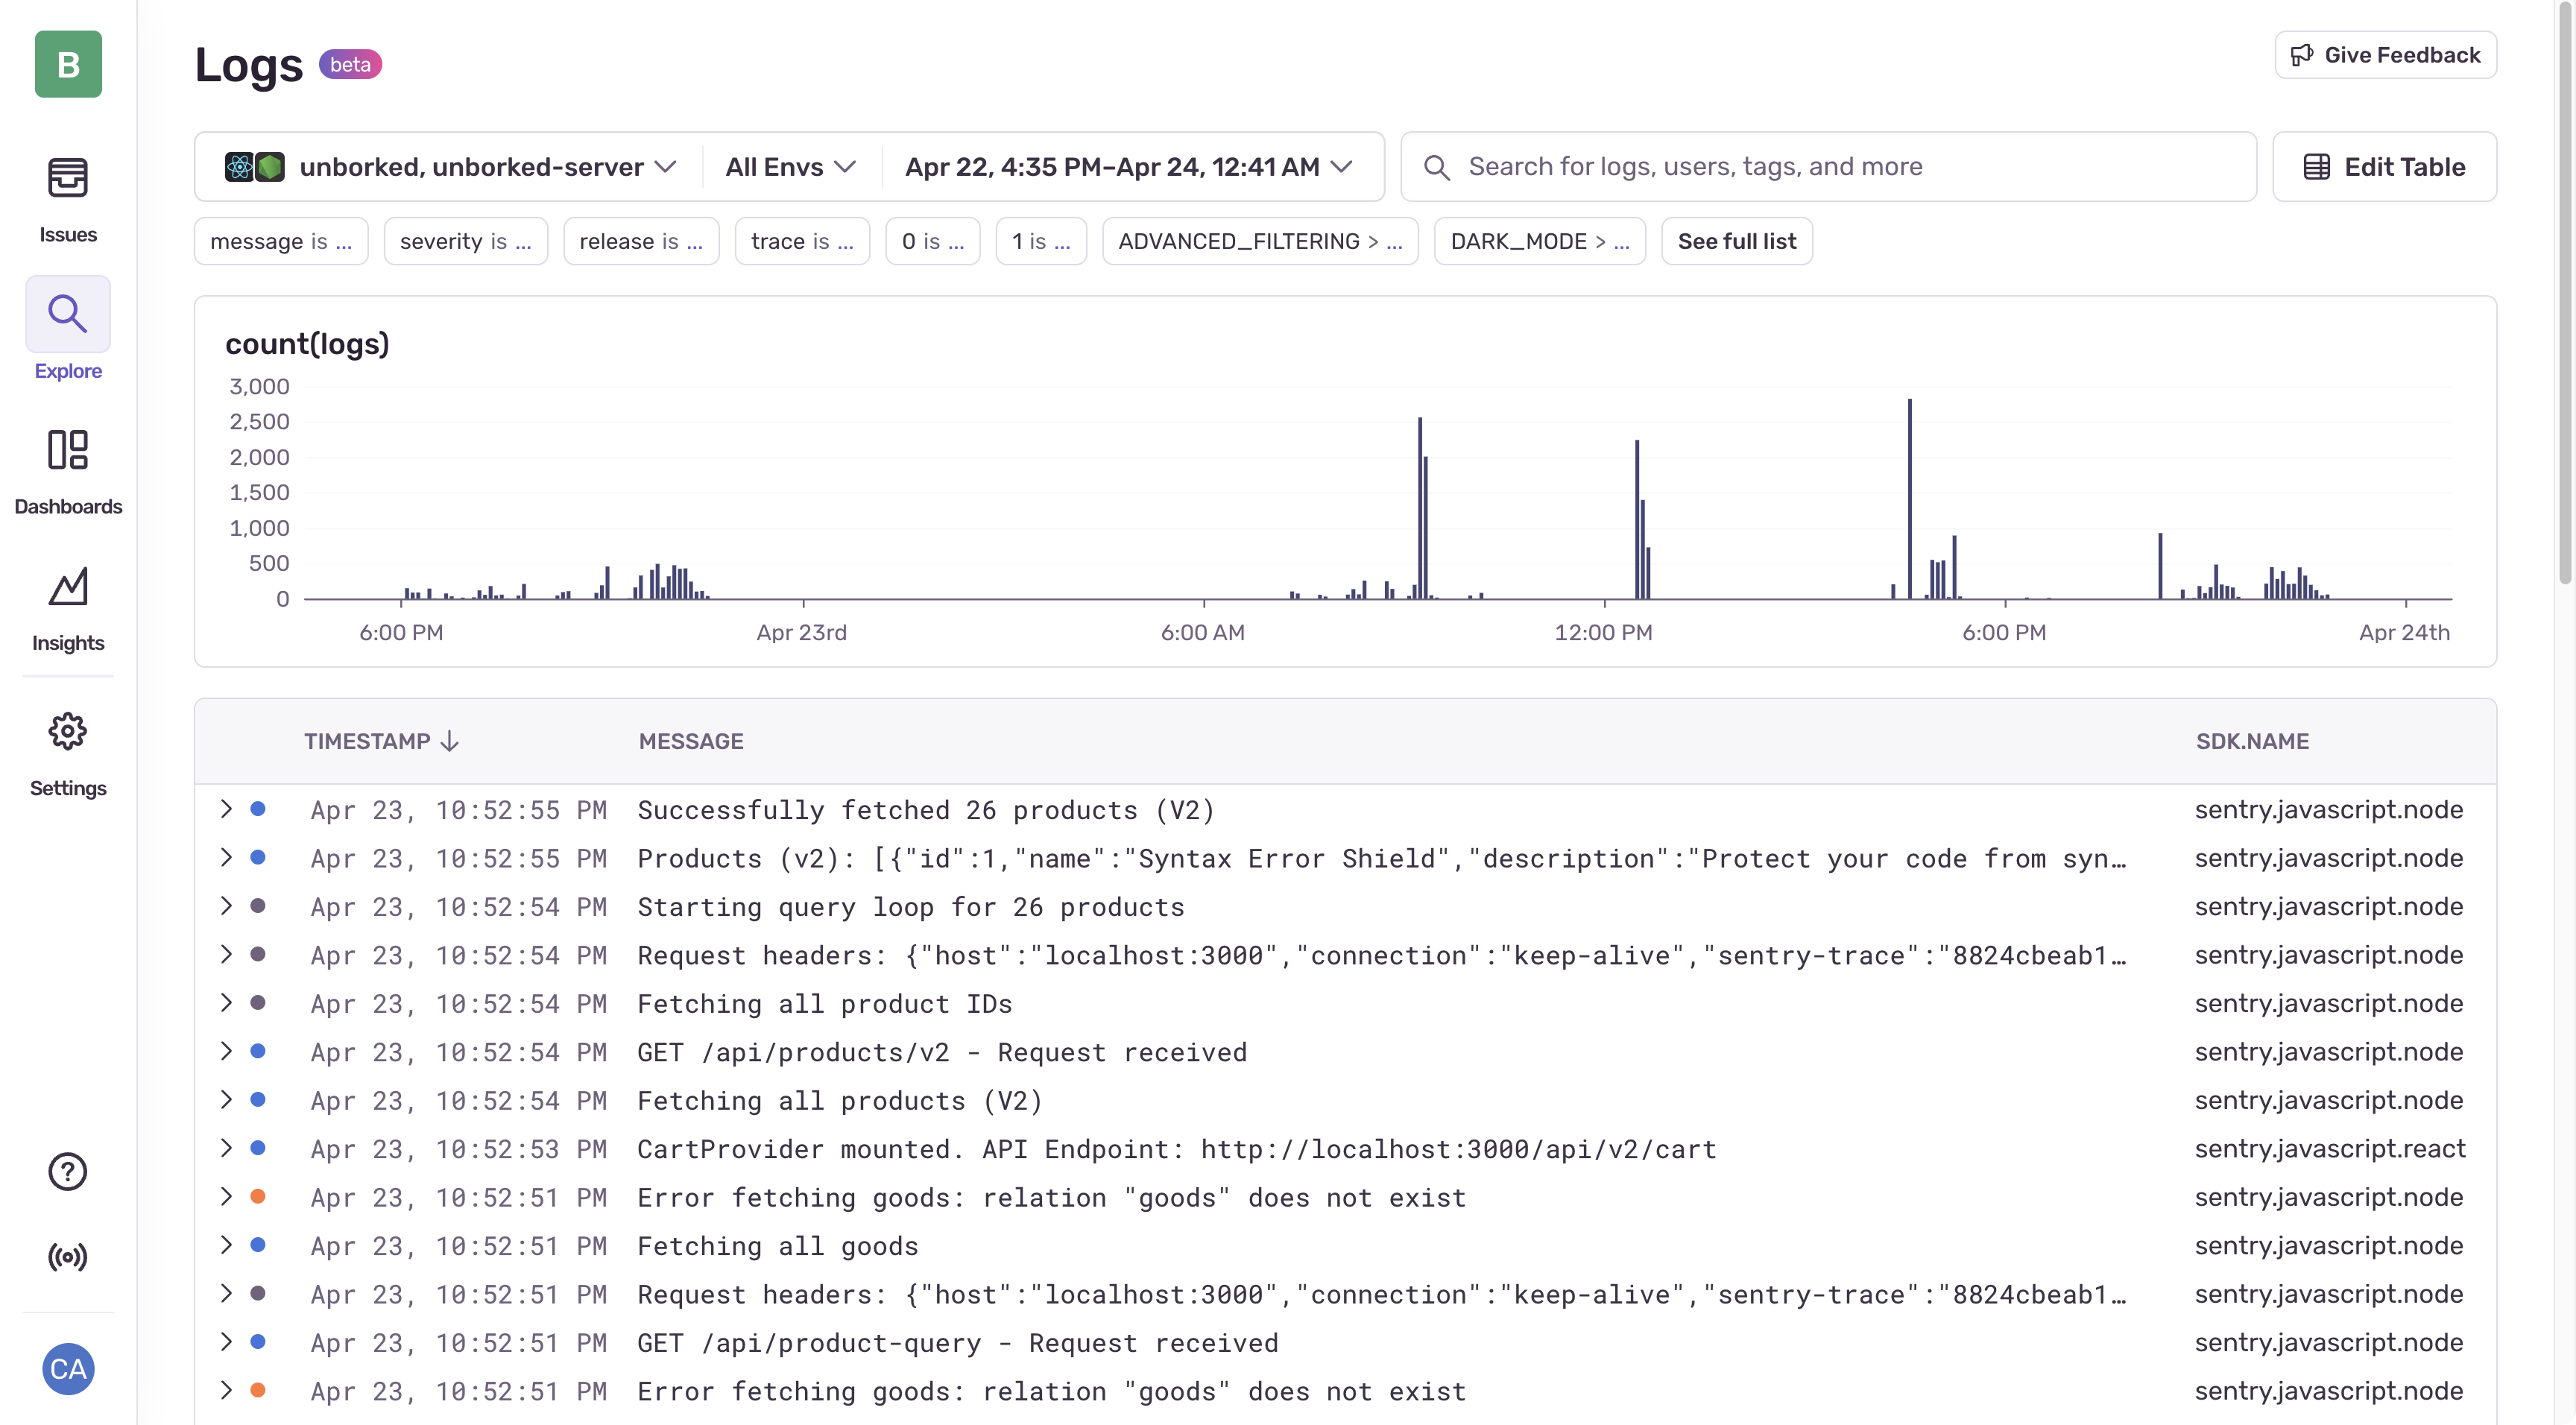 B
Issues
Explore
Dashboards
Insights
Settings
CA
Logs beta
Give Feedback
unborked, unborked-server All Envs Apr 22, 4:35 PM–Apr 24, 12:41 AM Search for logs, users, tags, and more Edit Table
message is ... severity is ... release is ... trace is ... 0 is ... 1 is ... ADVANCED_FILTERING > ... DARK_MODE > ... See full list
count(logs)
3,000
2,500
2,000
1,500
1,000
500
0
6:00 PM Apr 23rd 6:00 AM 12:00 PM 6:00 PM Apr 24th
TIMESTAMP MESSAGE SDK.NAME
Apr 23, 10:52:55 PM Successfully fetched 26 products (V2) sentry.javascript.node
Apr 23, 10:52:55 PM Products (v2): [{"id":1,"name":"Syntax Error Shield","description":"Protect your code from syn… sentry.javascript.node
Apr 23, 10:52:54 PM Starting query loop for 26 products sentry.javascript.node
Apr 23, 10:52:54 PM Request headers: {"host":"localhost:3000","connection":"keep-alive","sentry-trace":"8824cbeab1… sentry.javascript.node
Apr 23, 10:52:54 PM Fetching all product IDs sentry.javascript.node
Apr 23, 10:52:54 PM GET /api/products/v2 - Request received sentry.javascript.node
Apr 23, 10:52:54 PM Fetching all products (V2) sentry.javascript.node
Apr 23, 10:52:53 PM CartProvider mounted. API Endpoint: http://localhost:3000/api/v2/cart sentry.javascript.react
Apr 23, 10:52:51 PM Error fetching goods: relation "goods" does not exist sentry.javascript.node
Apr 23, 10:52:51 PM Fetching all goods sentry.javascript.node
Apr 23, 10:52:51 PM Request headers: {"host":"localhost:3000","connection":"keep-alive","sentry-trace":"8824cbeab1… sentry.javascript.node
Apr 23, 10:52:51 PM GET /api/product-query - Request received sentry.javascript.node
Apr 23, 10:52:51 PM Error fetching goods: relation "goods" does not exist sentry.javascript.node